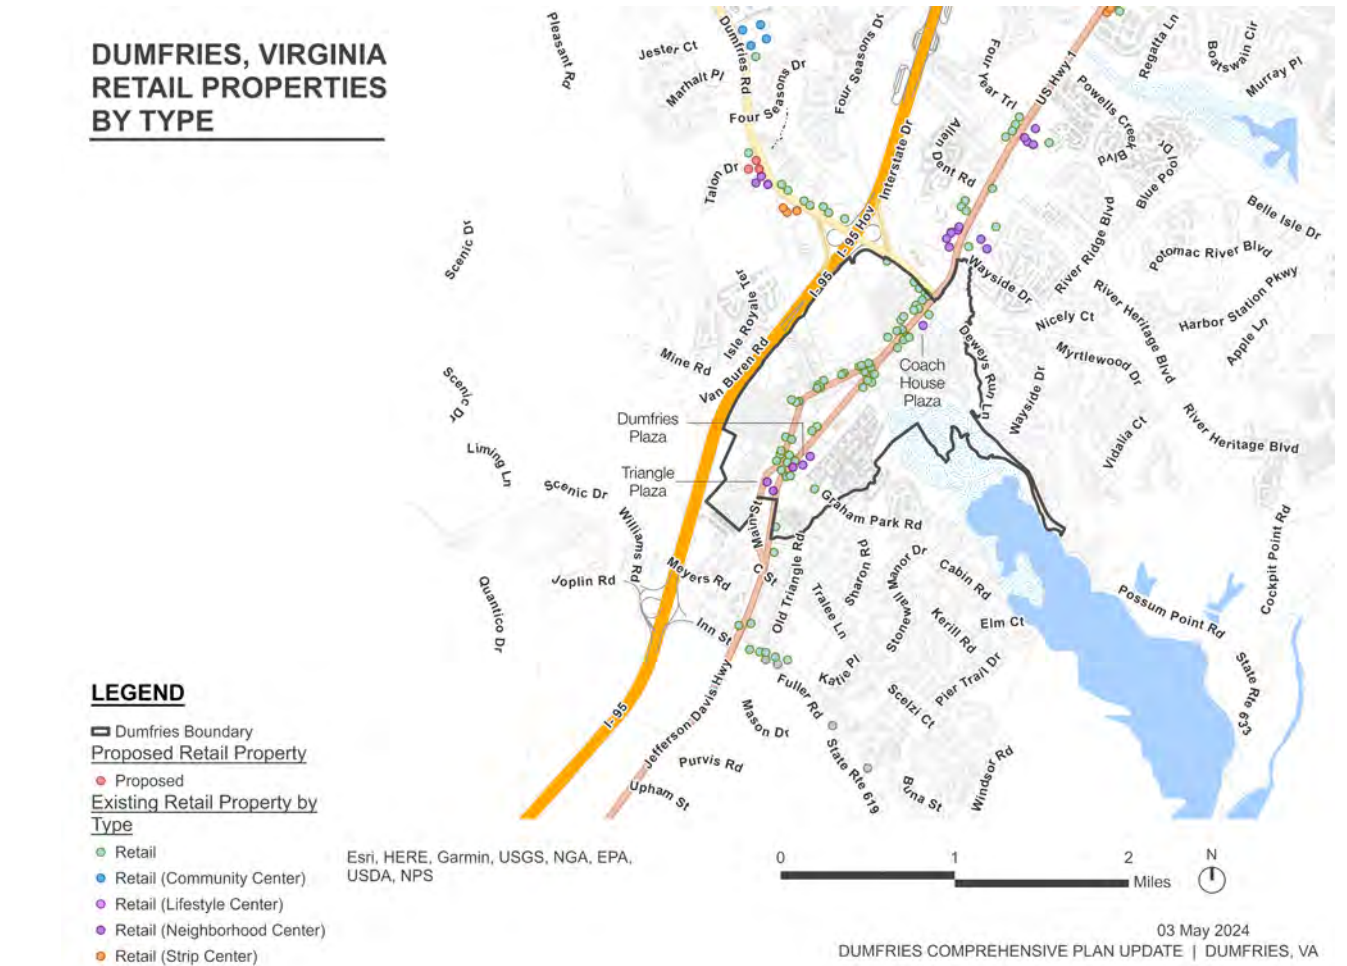 DUMFRIES, VIRGINIA
RETAIL PROPERTIES
BY TYPE
Pleasant Rd
Jester Ct
Marhalt Pl
Dumfries Rd
Four Seasons Dr
Four Seasons Dr
Four Year Trl
US Hwy 1
Regatta Ln
Boatswain Cir
Murray Pl
Powells Creek Blvd
Interstate Dr
Allen Dent Rd
Talon Dr
Blue Pool Dr
Belle Isle Dr
Scenic Dr
I- 95 Hov
I- 95
River Ridge Blvd
Potomac River Blvd
Wayside Dr
Isle Royale Ter
River Heritage Blvd
Harbor Station Pkwy
Nicely Ct
Apple Ln
Mine Rd
Van Buren Rd
Deweys Run Ln
Myrtlewood Dr
Coach
House
Plaza
Scenic Dr
Wayside Dr
Dumfries
Plaza
River Heritage Blvd
Vidalia Ct
Liming Ln
Triangle
Plaza
Scenic Dr
Graham Park Rd
Williams Rd
Main St
Cockpit Point Rd
Joplin Rd
Meyers Rd
C St
Old Triangle Rd
Sharon Rd
Stonewall Manor Dr
Cabin Rd
Quantico Dr
Tralee Ln
Possum Point Rd
Inn St
Kerill Rd
Elm Ct
Katie Pl
Pier Trail Dr
State Rte 633
Fuller Rd
Scelzi Ct
I- 95
Jefferson Davis Hwy
Mason Dr
Purvis Rd
State Rte 619
Windsor Rd
Upham St
Barna St
LEGEND
Dumfries Boundary
Proposed Retail Property
Proposed
Existing Retail Property by
Type
Retail
Retail (Community Center)
Retail (Lifestyle Center)
Retail (Neighborhood Center)
Retail (Strip Center)
Esri, HERE, Garmin, USGS, NGA, EPA,
USDA, NPS
0 1 2
Miles
N
03 May 2024
DUMFRIES COMPREHENSIVE PLAN UPDATE | DUMFRIES, VA